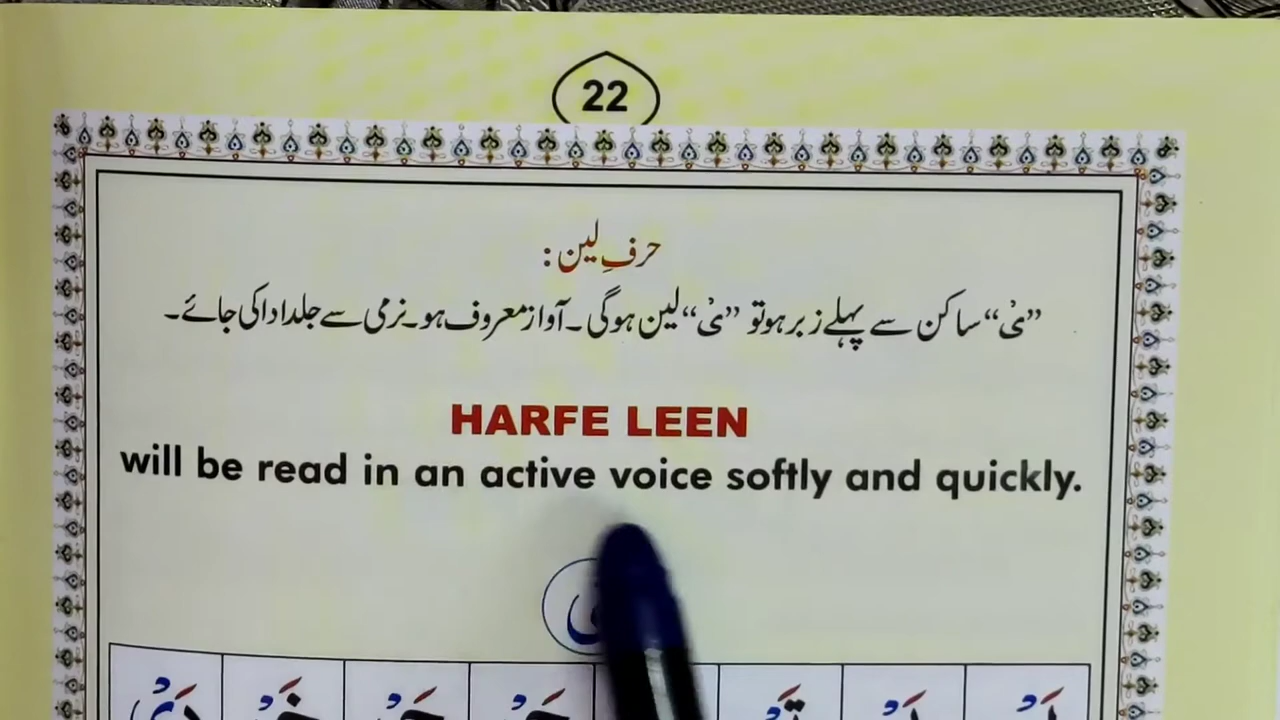 22
حرفِ لین :
”یْ“ ساکن سے پہلے زبر ہو تو ”یْ“ لین ہوگی۔ آواز معروف ہو۔ نرمی سے جلد ادا کی جائے۔
HARFE LEEN
will be read in an active voice softly and quickly.